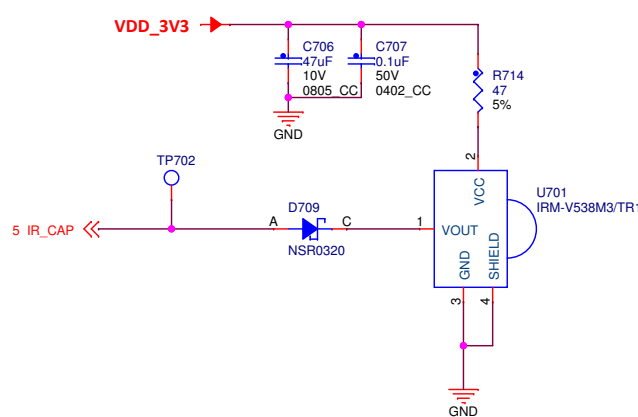 VDD_3V3
C706
47uF
10V
0805_CC
C707
0.1uF
50V
0402_CC
R714
47
5%
GND
TP702
2
VCC
U701
IRM-V538M3/TR1
5 IR_CAP
A
D709
C
NSR0320
1
VOUT
GND
SHIELD
3
4
GND